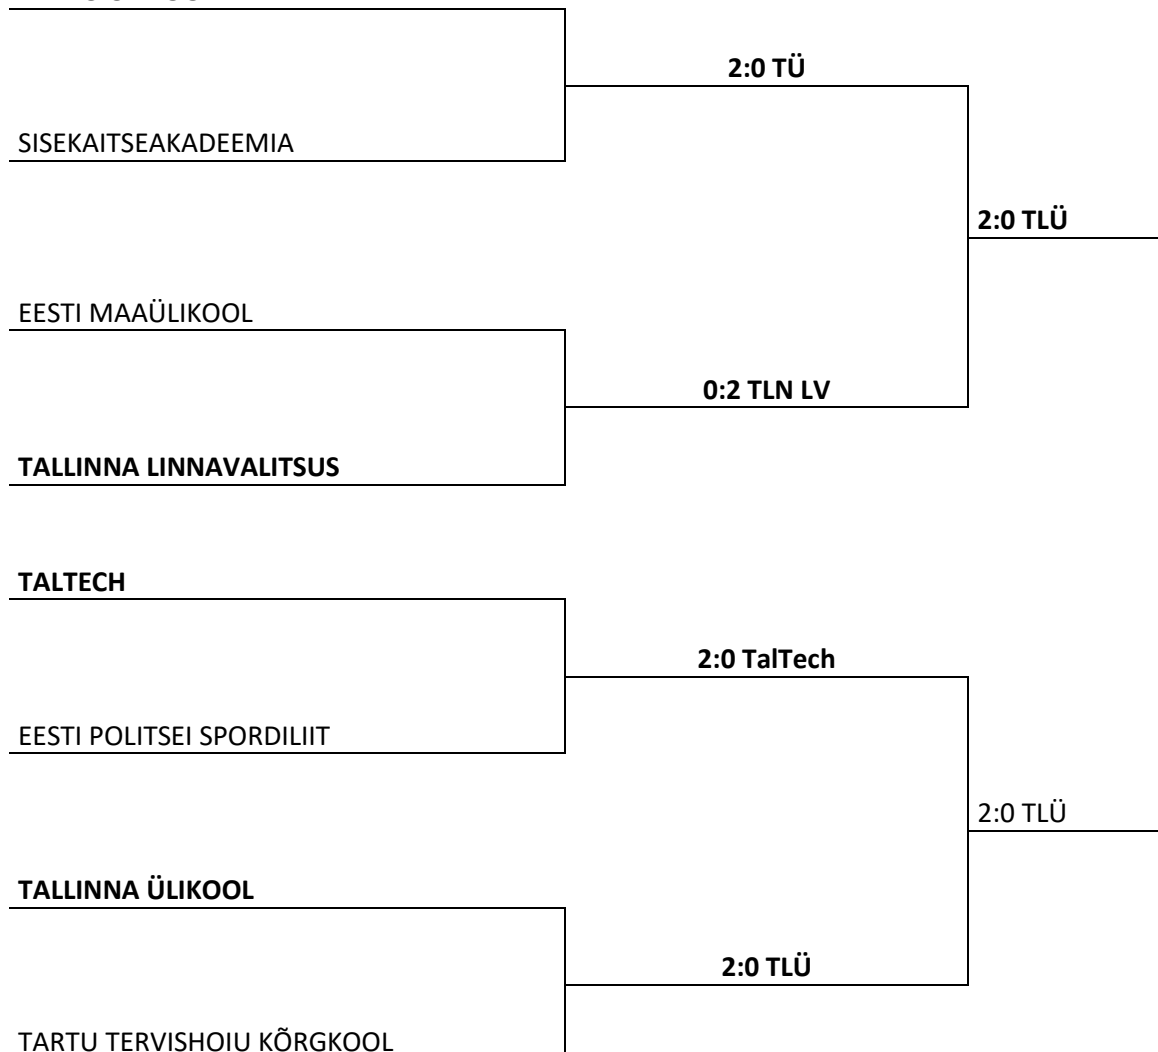 2:0 TÜ
SISEKAITSEAKADEEMIA
2:0 TLÜ
EESTI MAAÜLIKOOL
0:2 TLN LV
TALLINNA LINNAVALITSUS
TALTECH
2:0 TalTech
EESTI POLITSEI SPORDILIIT
2:0 TLÜ
TALLINNA ÜLIKOOL
2:0 TLÜ
TARTU TERVISHOIU KÕRGKOOL